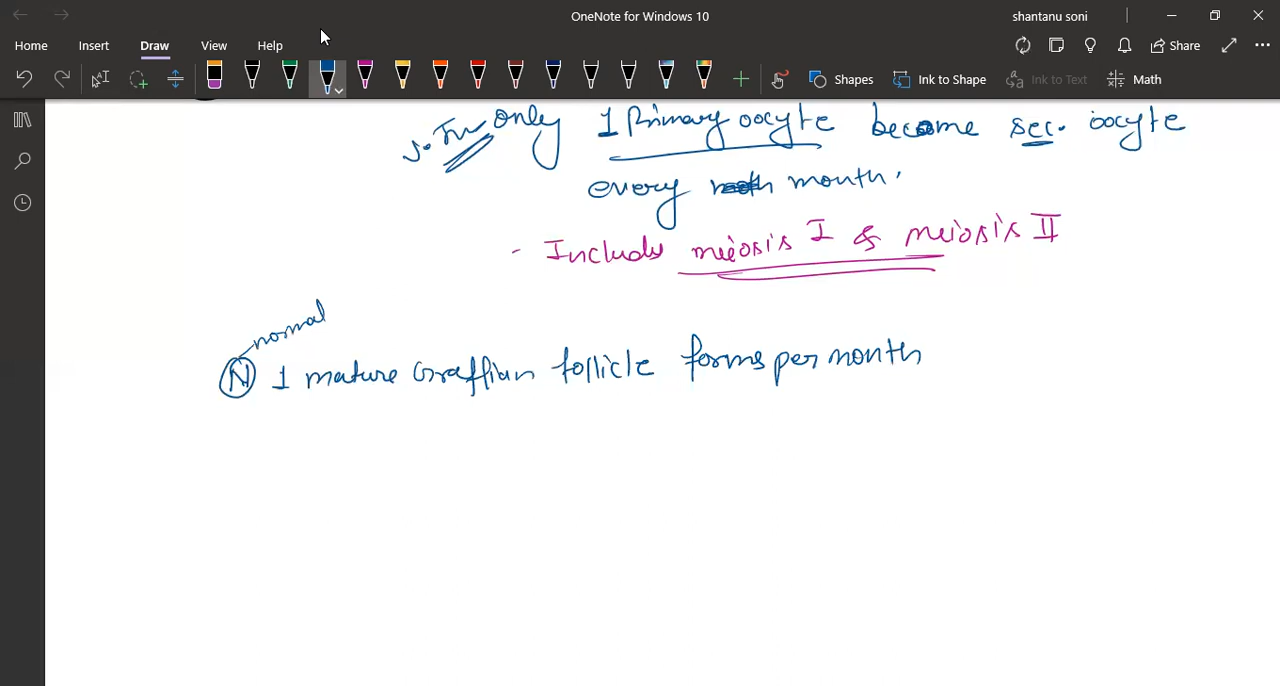 OneNote for Windows 10
shantanu soni
Home Insert Draw View Help
Share
Shapes Ink to Shape Ink to Text Math
only 1 Primary oocyte become sec. oocyte
every month.
- Include meiosis I & meiosis II
normal
N 1 mature Graffian follicle forms per month